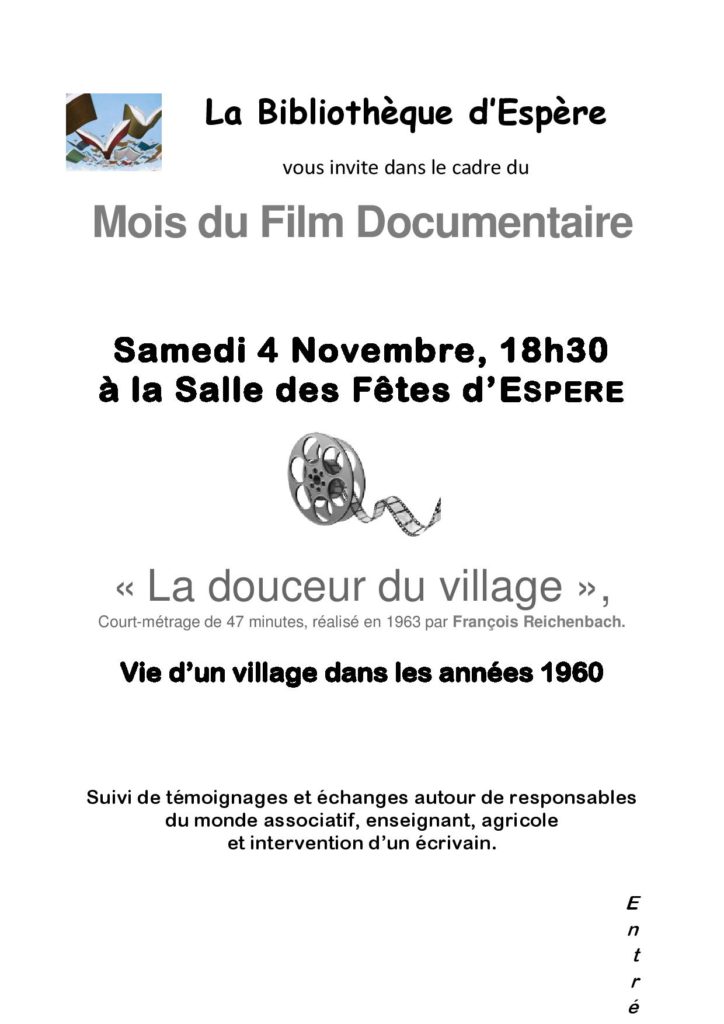 La Bibliothèque d'Espère
vous invite dans le cadre du
Mois du Film Documentaire
Samedi 4 Novembre, 18h30
à la Salle des Fêtes d'ESPERE
« La douceur du village »,
Court-métrage de 47 minutes, réalisé en 1963 par François Reichenbach.
Vie d'un village dans les années 1960
Suivi de témoignages et échanges autour de responsables
du monde associatif, enseignant, agricole
et intervention d'un écrivain.
E
n
t
r
é